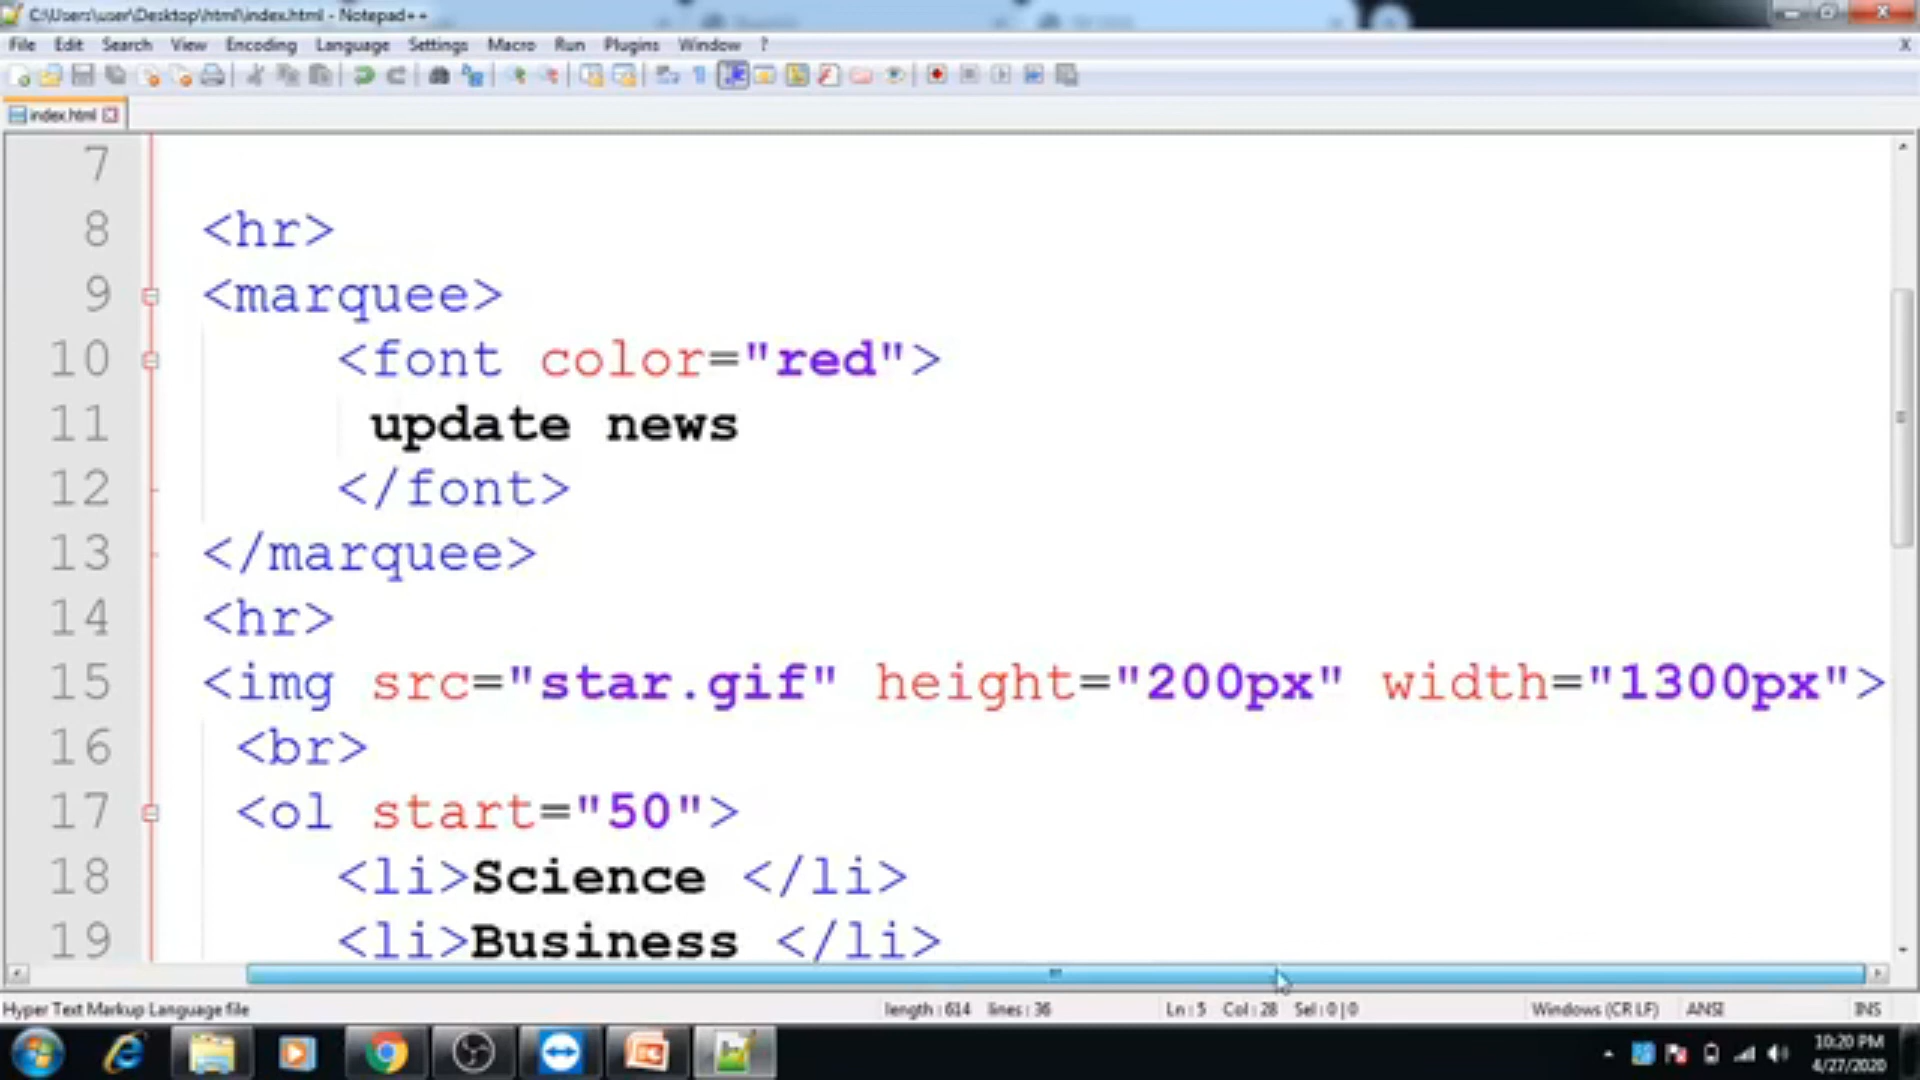 C:\Users\user\Desktop\html\index.html - Notepad++
File Edit Search View Encoding Language Settings Macro Run Plugins Window ? X
index.html
7
8 <hr>
9 <marquee>
10 <font color="red">
11 update news
12 </font>
13 </marquee>
14 <hr>
15 <img src="star.gif" height="200px" width="1300px">
16 <br>
17 <ol start="50">
18 <li>Science </li>
19 <li>Business </li>
Hyper Text Markup Language file length : 614 lines : 36 Ln : 5 Col : 28 Sel : 0 | 0 Windows (CR LF) ANSI INS
10:20 PM
4/27/2020